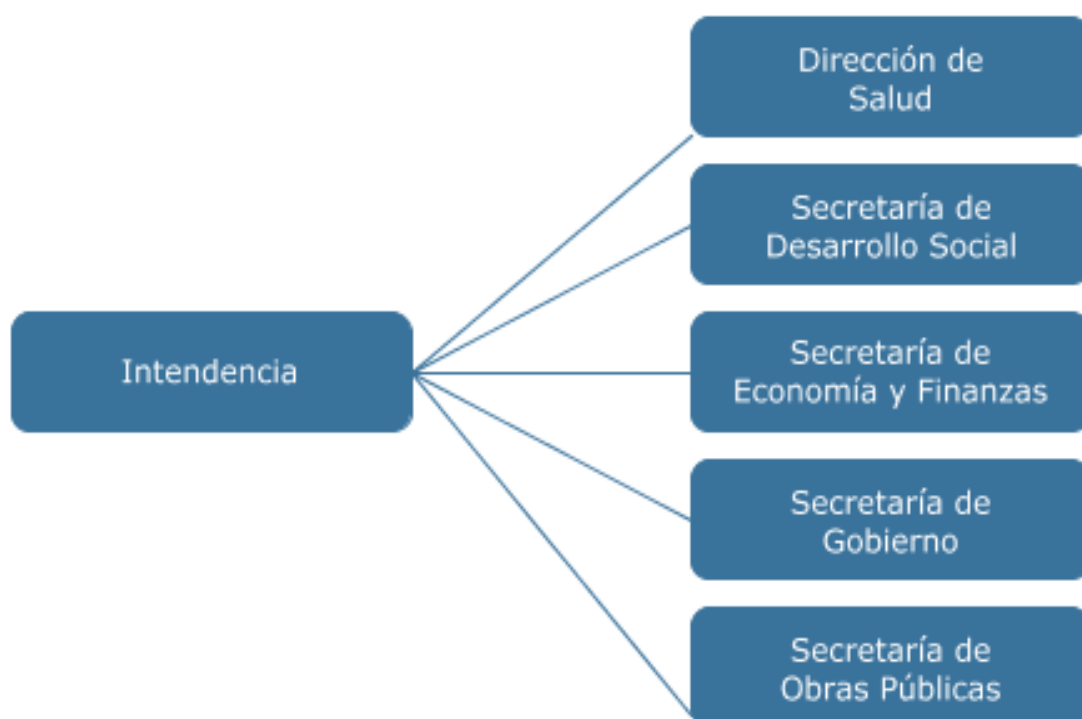 Dirección de
Salud
Secretaría de
Desarrollo Social
Intendencia
Secretaría de
Economía y Finanzas
Secretaría de
Gobierno
Secretaría de
Obras Públicas